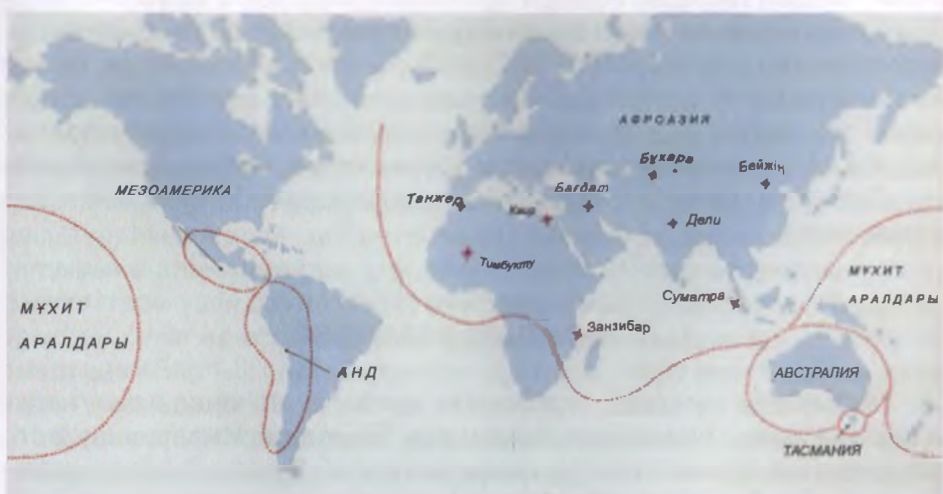 АФРОАЗИЯ
Бұхара
Бейжің
МЕЗОАМЕРИКА
Танжер
Бағдат
Каир
Дели
Тимбукту
МҰХИТ
АРАЛДАРЫ
Суматра
МҰХИТ
АРАЛДАРЫ
Занзибар
АНД
АВСТРАЛИЯ
ТАСМАНИЯ